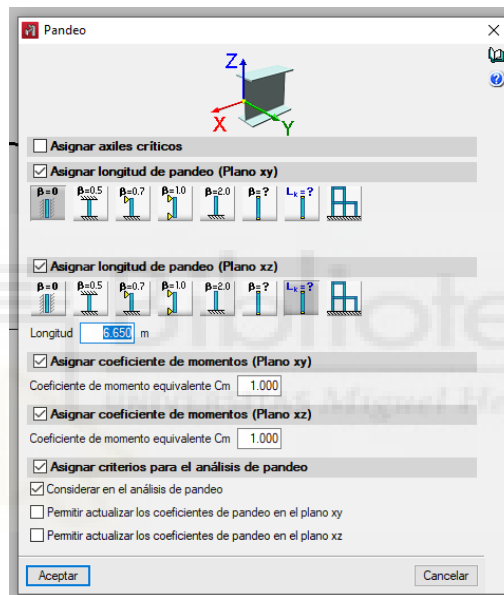 Pandeo
Z
X
Y
Asignar axiles críticos
Asignar longitud de pandeo (Plano xy)
β=0 β=0.5 β=0.7 β=1.0 β=2.0 β=? Lk=?
Asignar longitud de pandeo (Plano xz)
β=0 β=0.5 β=0.7 β=1.0 β=2.0 β=? Lk=?
Longitud 6.650 m
Asignar coeficiente de momentos (Plano xy)
Coeficiente de momento equivalente Cm 1.000
Asignar coeficiente de momentos (Plano xz)
Coeficiente de momento equivalente Cm 1.000
Asignar criterios para el análisis de pandeo
Considerar en el análisis de pandeo
Permitir actualizar los coeficientes de pandeo en el plano xy
Permitir actualizar los coeficientes de pandeo en el plano xz
Aceptar Cancelar